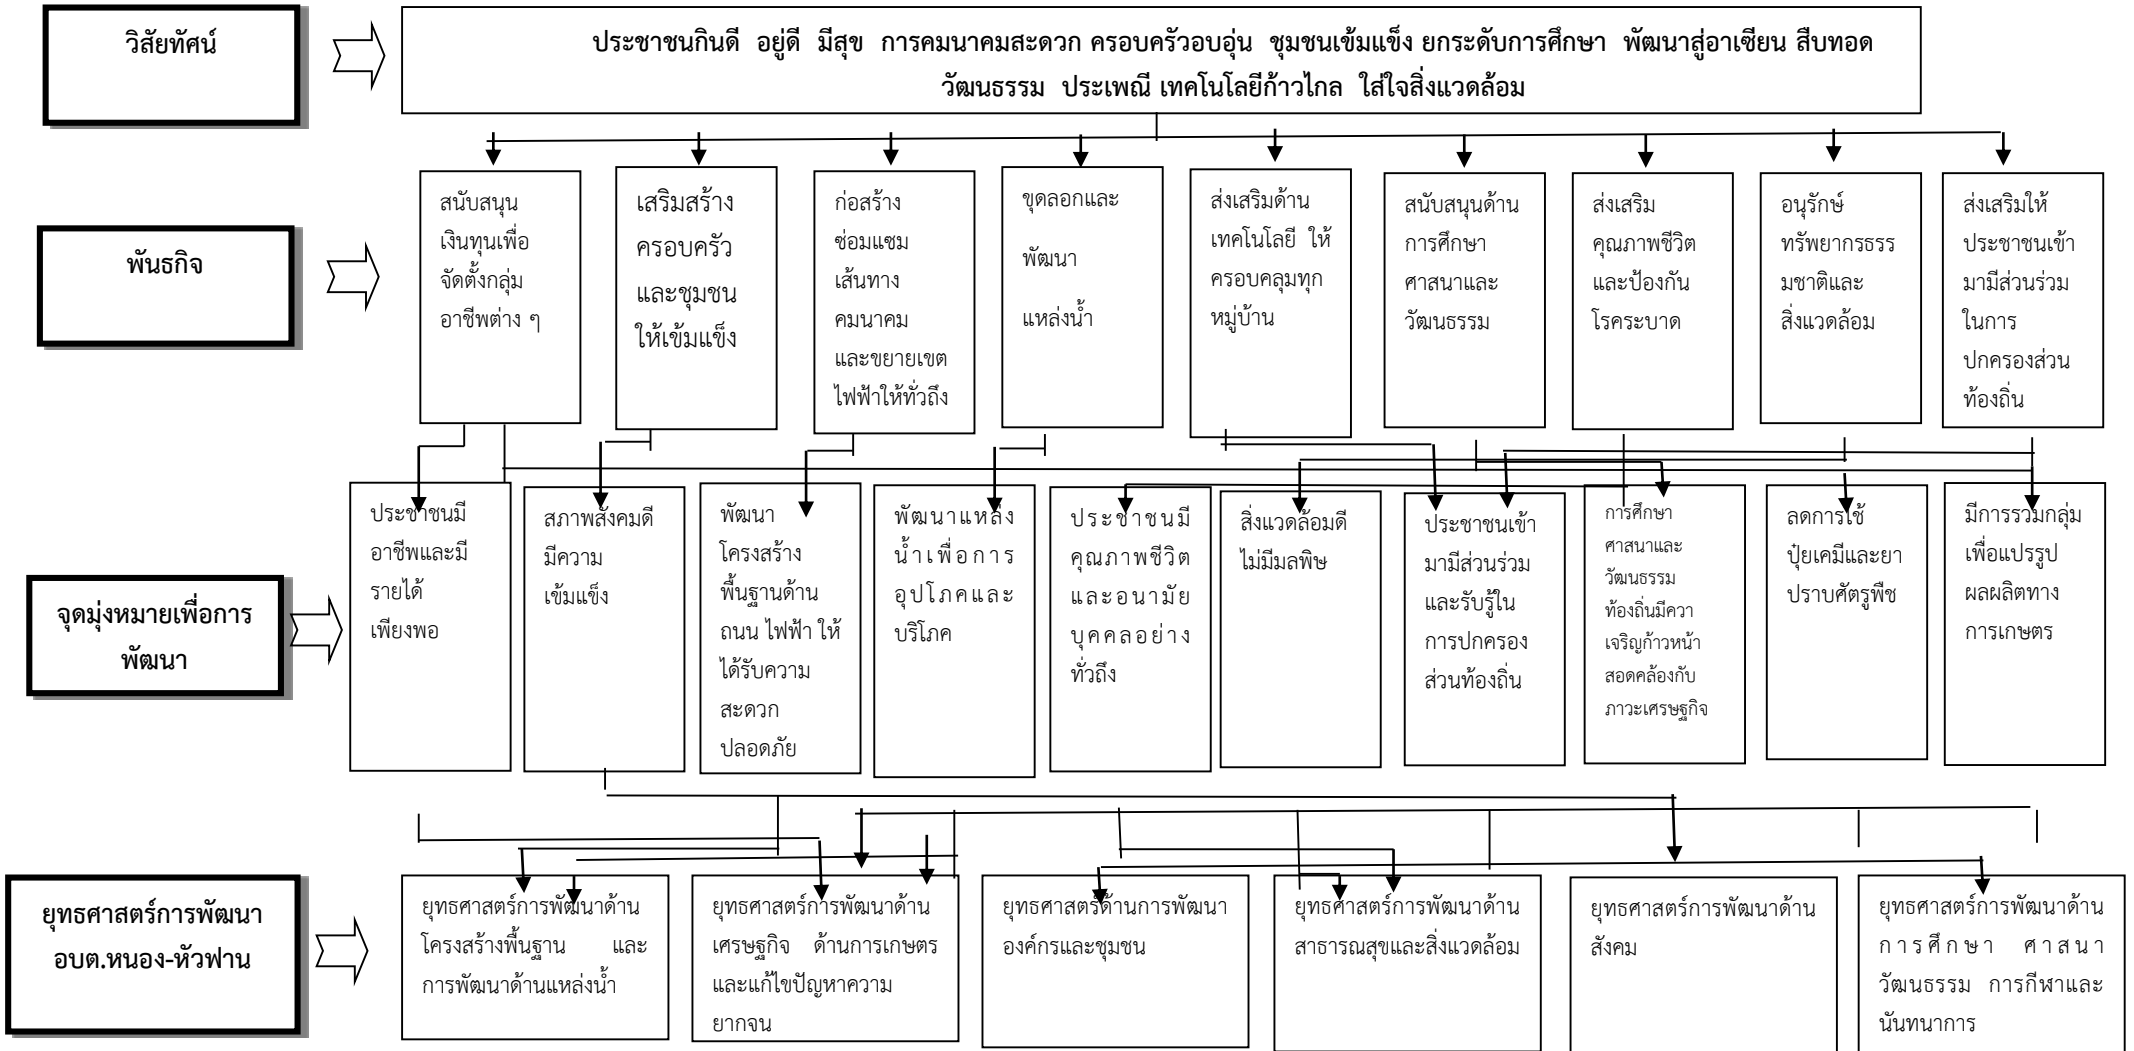 วิสัยทัศน์
ประชาชนกินดี อยู่ดี มีสุข การคมนาคมสะดวก ครอบครัวอบอุ่น ชุมชนเข้มแข็ง ยกระดับการศึกษา พัฒนาสู่อาเซียน สืบทอด
วัฒนธรรม ประเพณี เทคโนโลยีก้าวไกล ใส่ใจสิ่งแวดล้อม
พันธกิจ
สนับสนุน
เงินทุนเพื่อ
จัดตั้งกลุ่ม
อาชีพต่าง ๆ
เสริมสร้าง
ครอบครัว
และชุมชน
ให้เข้มแข็ง
ก่อสร้าง
ซ่อมแซม
เส้นทาง
คมนาคม
และขยายเขต
ไฟฟ้าให้ทั่วถึง
ขุดลอกและ
พัฒนา
แหล่งน้ำ
ส่งเสริมด้าน
เทคโนโลยี ให้
ครอบคลุมทุก
หมู่บ้าน
สนับสนุนด้าน
การศึกษา
ศาสนาและ
วัฒนธรรม
ส่งเสริม
คุณภาพชีวิต
และป้องกัน
โรคระบาด
อนุรักษ์
ทรัพยากรธรร
มชาติและ
สิ่งแวดล้อม
ส่งเสริมให้
ประชาชนเข้า
มามีส่วนร่วม
ในการ
ปกครองส่วน
ท้องถิ่น
จุดมุ่งหมายเพื่อการ
พัฒนา
ประชาชนมี
อาชีพและมี
รายได้
เพียงพอ
สภาพสังคมดี
มีความ
เข้มแข็ง
พัฒนา
โครงสร้าง
พื้นฐานด้าน
ถนน ไฟฟ้า ให้
ได้รับความ
สะดวก
ปลอดภัย
พัฒนาแหล่ง
น้ำเพื่อการ
อุปโภคและ
บริโภค
ประชาชนมี
คุณภาพชีวิต
และอนามัย
บุคคลอย่าง
ทั่วถึง
สิ่งแวดล้อมดี
ไม่มีมลพิษ
ประชาชนเข้า
มามีส่วนร่วม
และรับรู้ใน
การปกครอง
ส่วนท้องถิ่น
การศึกษา
ศาสนาและ
วัฒนธรรม
ท้องถิ่นมีควา
เจริญก้าวหน้า
สอดคล้องกับ
ภาวะเศรษฐกิจ
ลดการใช้
ปุ๋ยเคมีและยา
ปราบศัตรูพืช
มีการรวมกลุ่ม
เพื่อแปรรูป
ผลผลิตทาง
การเกษตร
ยุทธศาสตร์การพัฒนา
อบต.หนอง-หัวฟาน
ยุทธศาสตร์การพัฒนาด้าน
โครงสร้างพื้นฐาน และ
การพัฒนาด้านแหล่งน้ำ
ยุทธศาสตร์การพัฒนาด้าน
เศรษฐกิจ ด้านการเกษตร
และแก้ไขปัญหาความ
ยากจน
ยุทธศาสตร์ด้านการพัฒนา
องค์กรและชุมชน
ยุทธศาสตร์การพัฒนาด้าน
สาธารณสุขและสิ่งแวดล้อม
ยุทธศาสตร์การพัฒนาด้าน
สังคม
ยุทธศาสตร์การพัฒนาด้าน
การศึกษา ศาสนา
วัฒนธรรม การกีฬาและ
นันทนาการ